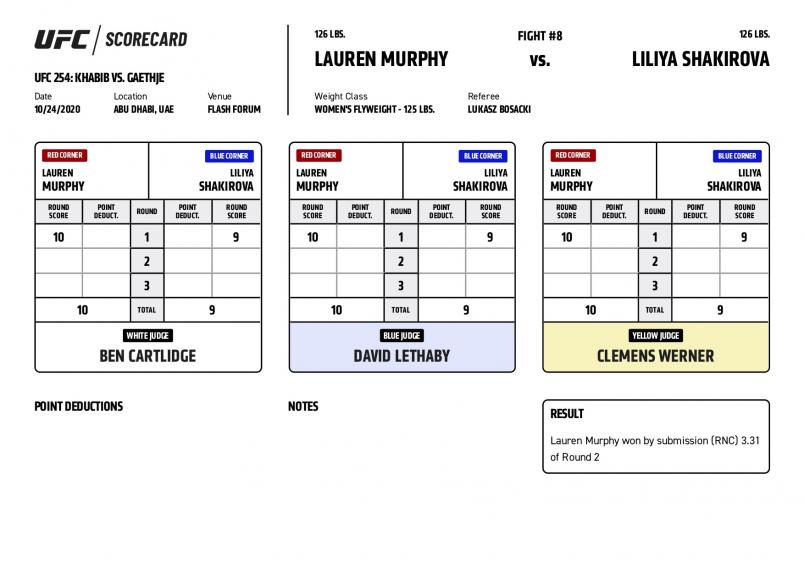 UFC SCORECARD
UFC 254: KHABIB VS. GAETHJE
Date Location Venue
10/24/2020 ABU DHABI, UAE FLASH FORUM
126 LBS. FIGHT #8 126 LBS.
LAUREN MURPHY VS. LILIYA SHAKIROVA
Weight Class Referee
WOMEN'S FLYWEIGHT - 125 LBS. LUKASZ BOSACKI
RED CORNER BLUE CORNER
LAUREN LILIYA
MURPHY SHAKIROVA
ROUND SCORE POINT DEDUCT. ROUND POINT DEDUCT. ROUND SCORE
10 1 9
2
3
10 TOTAL 9
WHITE JUDGE
BEN CARTLIDGE
RED CORNER BLUE CORNER
LAUREN LILIYA
MURPHY SHAKIROVA
ROUND SCORE POINT DEDUCT. ROUND POINT DEDUCT. ROUND SCORE
10 1 9
2
3
10 TOTAL 9
BLUE JUDGE
DAVID LETHABY
RED CORNER BLUE CORNER
LAUREN LILIYA
MURPHY SHAKIROVA
ROUND SCORE POINT DEDUCT. ROUND POINT DEDUCT. ROUND SCORE
10 1 9
2
3
10 TOTAL 9
YELLOW JUDGE
CLEMENS WERNER
POINT DEDUCTIONS
NOTES
RESULT
Lauren Murphy won by submission (RNC) 3.31
of Round 2